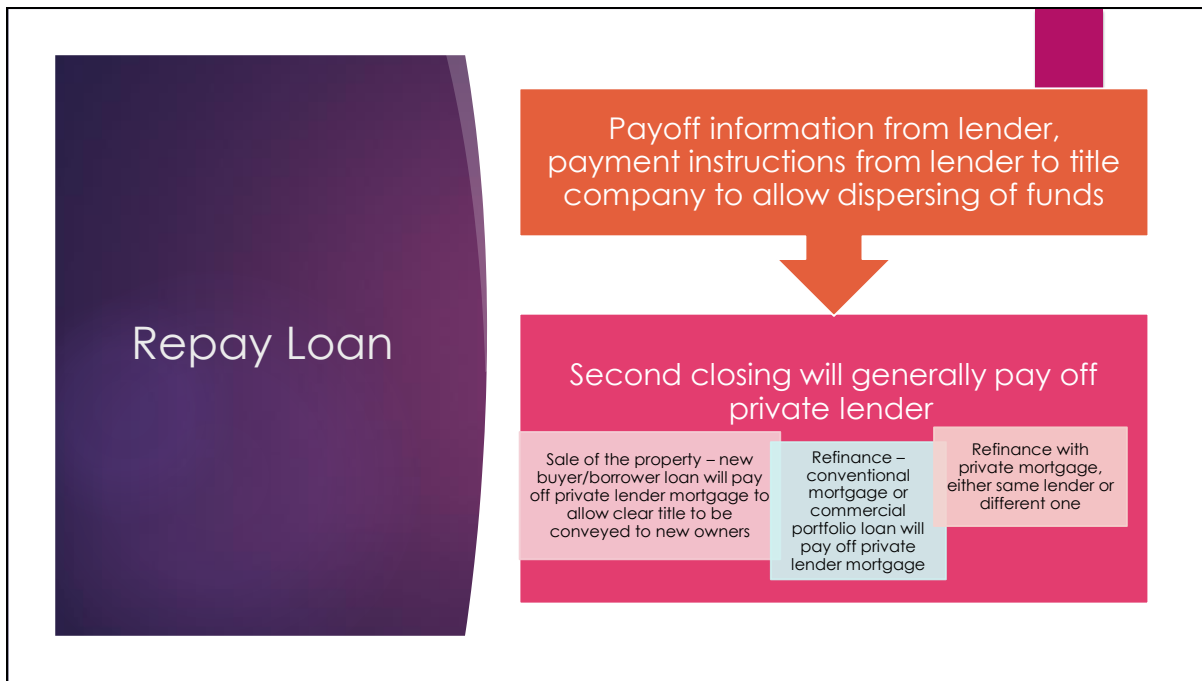 Repay Loan
Payoff information from lender,
payment instructions from lender to title
company to allow dispersing of funds
Second closing will generally pay off
private lender
Sale of the property – new
buyer/borrower loan will pay
off private lender mortgage to
allow clear title to be
conveyed to new owners
Refinance –
conventional
mortgage or
commercial
portfolio loan will
pay off private
lender mortgage
Refinance with
private mortgage,
either same lender or
different one